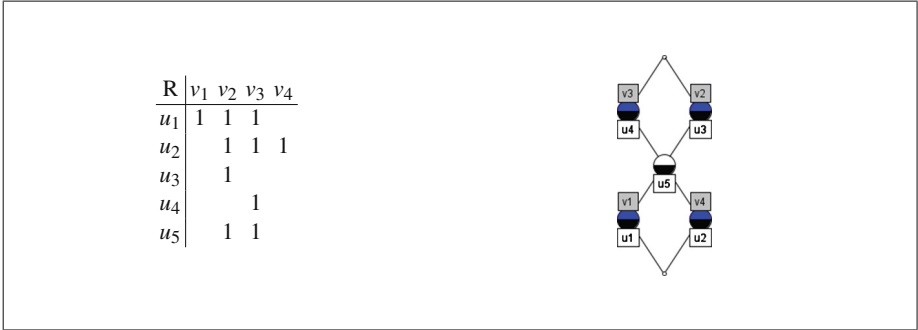 R v₁ v₂ v₃ v₄
u₁ 1 1 1
u₂ 1 1 1
u₃ 1
u₄ 1
u₅ 1 1
v3 v2
u4 u3
u5
v1 v4
u1 u2